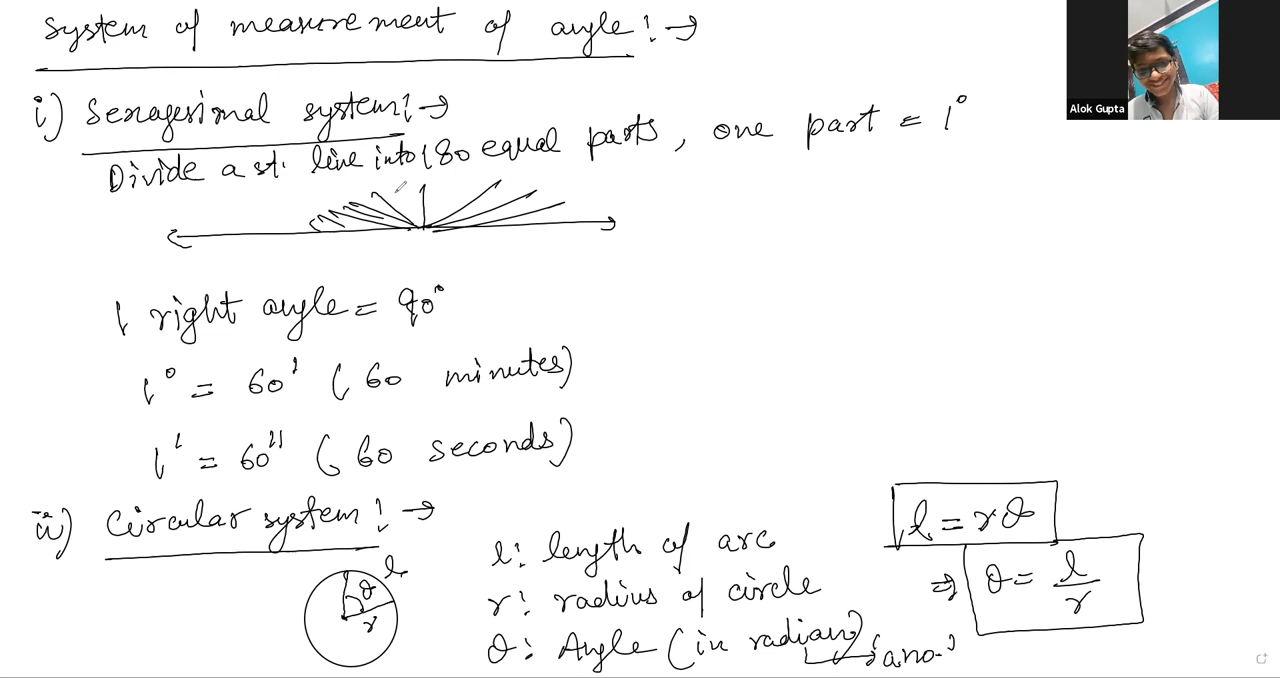 System of measurement of angle :→
i) Sexagesimal system :→
Divide a st. line into 180 equal parts, one part = 1°
1 right angle = 90°
1° = 60' (60 minutes)
1' = 60'' (60 seconds)
ii) Circular system :→
l
θ
r
l : length of arc
r : radius of circle
θ : Angle (in radian)
'a no.'
l = rθ
⇒ θ = l/r
Alok Gupta